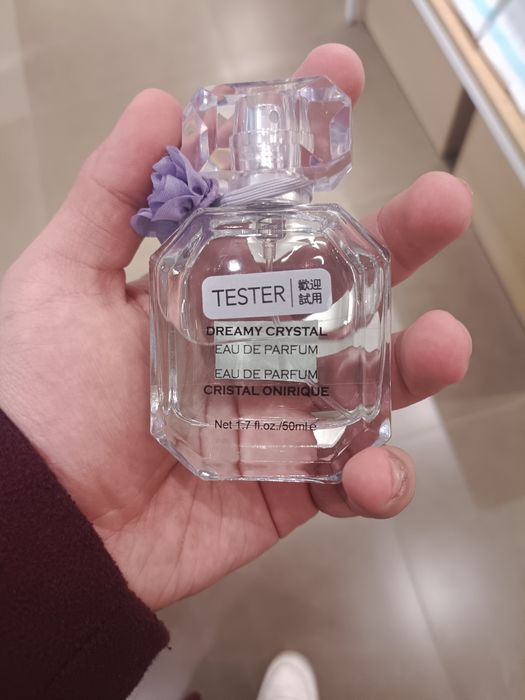 TESTER 歡迎
試用
DREAMY CRYSTAL
EAU DE PARFUM
EAU DE PARFUM
CRISTAL ONIRIQUE
Net 1.7 fl.oz./50ml e